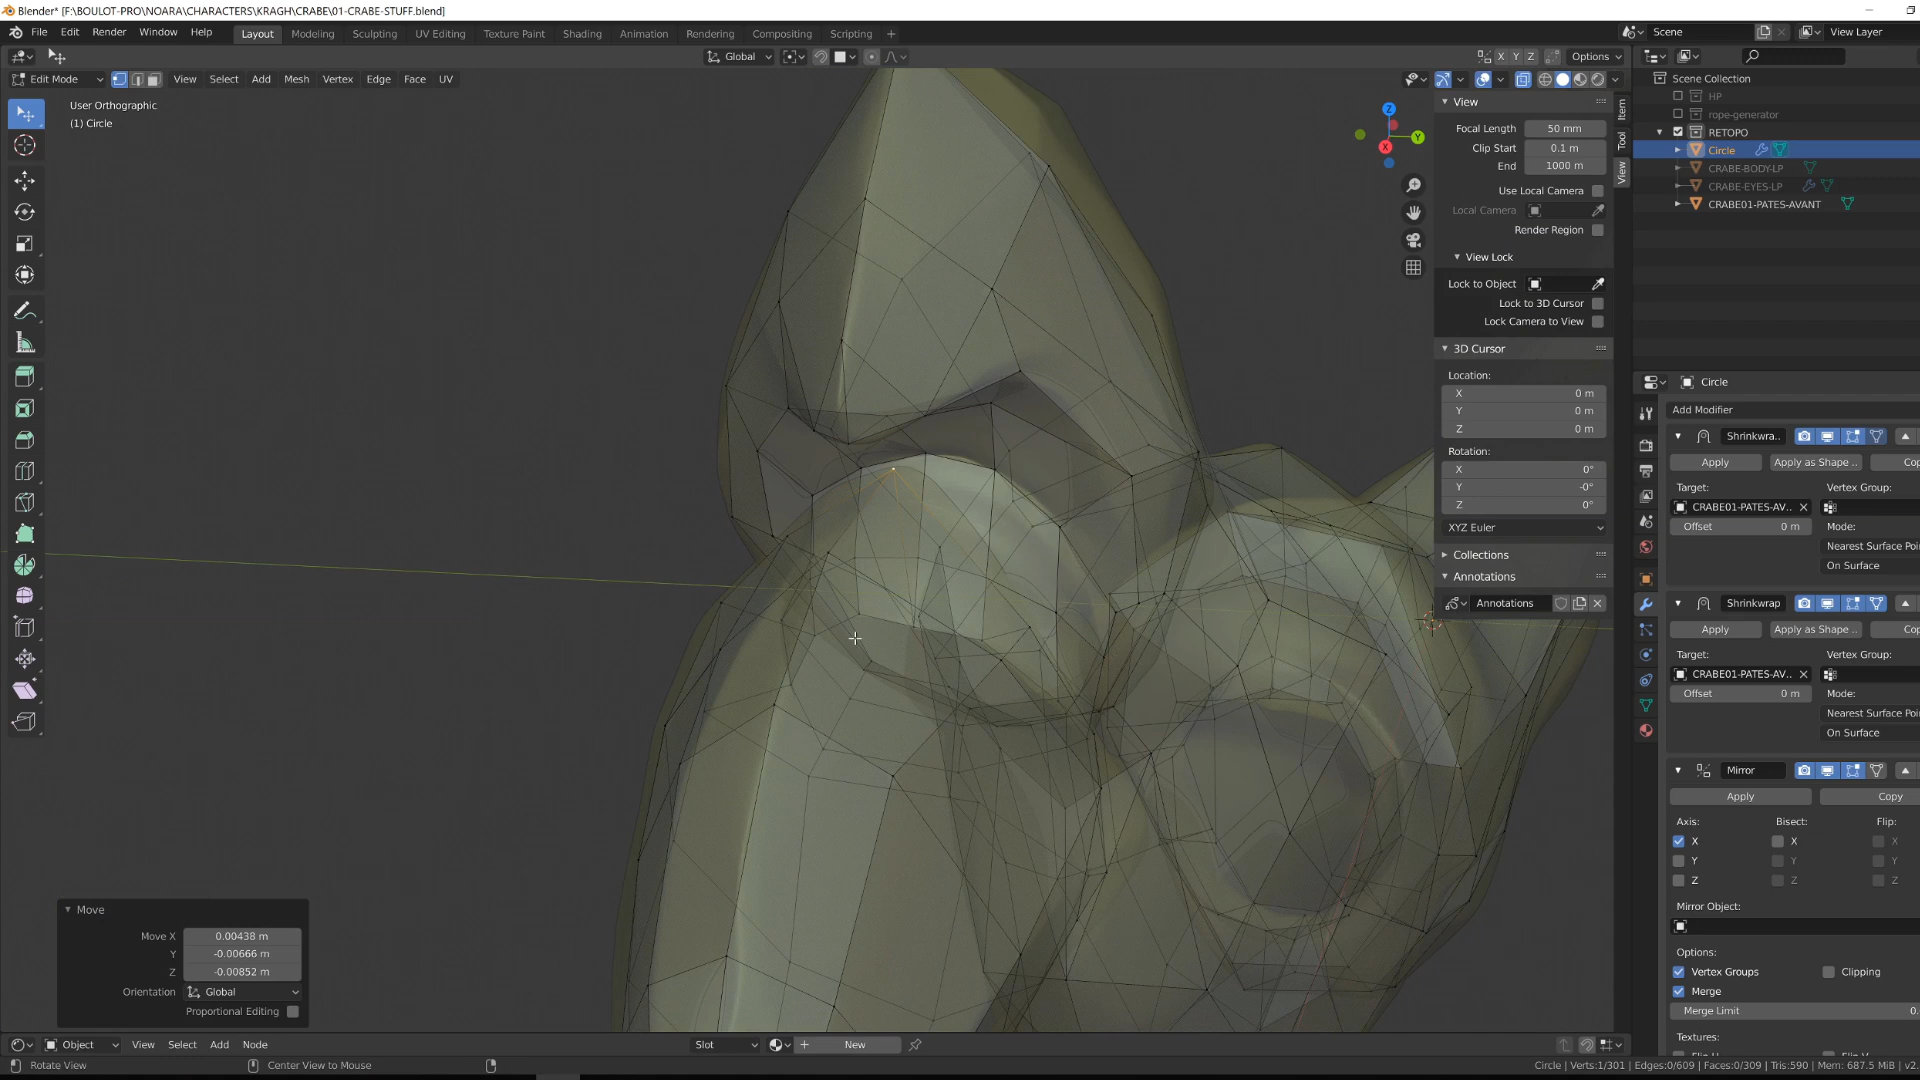 Blender* [F:\BOULOT-PRO\NOARA\CHARACTERS\KRAGH\CRABE\01-CRABE-STUFF.blend]
File Edit Render Window Help Layout Modeling Sculpting UV Editing Texture Paint Shading Animation Rendering Compositing Scripting + Scene View Layer
Global X Y Z Options
Edit Mode View Select Add Mesh Vertex Edge Face UV
User Orthographic
(1) Circle
Z
Y
X
View
Focal Length 50 mm
Clip Start 0.1 m
End 1000 m
Use Local Camera
Local Camera
Render Region
View Lock
Lock to Object
Lock to 3D Cursor
Lock Camera to View
3D Cursor
Location:
X 0 m
Y 0 m
Z 0 m
Rotation:
X 0°
Y -0°
Z 0°
XYZ Euler
Collections
Annotations
Annotations
Item
Tool
View
Scene Collection
HP
rope-generator
RETOPO
Circle
CRABE-BODY-LP
CRABE-EYES-LP
CRABE01-PATES-AVANT
Circle
Add Modifier
Shrinkwra..
Apply Apply as Shape .. Co
Target: Vertex Group:
CRABE01-PATES-AV..
Offset 0 m Mode:
Nearest Surface Poi
On Surface
Shrinkwrap
Apply Apply as Shape .. Co
Target: Vertex Group:
CRABE01-PATES-AV..
Offset 0 m Mode:
Nearest Surface Poi
On Surface
Mirror
Apply Copy
Axis: Bisect: Flip:
X X X
Y Y Y
Z Z Z
Mirror Object:
Options:
Vertex Groups Clipping
Merge
Merge Limit 0.
Textures:
Move
Move X 0.00438 m
Y -0.00666 m
Z -0.00852 m
Orientation Global
Proportional Editing
Object View Select Add Node Slot New
Rotate View Center View to Mouse Circle | Verts:1/301 | Edges:0/609 | Faces:0/309 | Tris:590 | Mem: 687.5 MiB | v2.